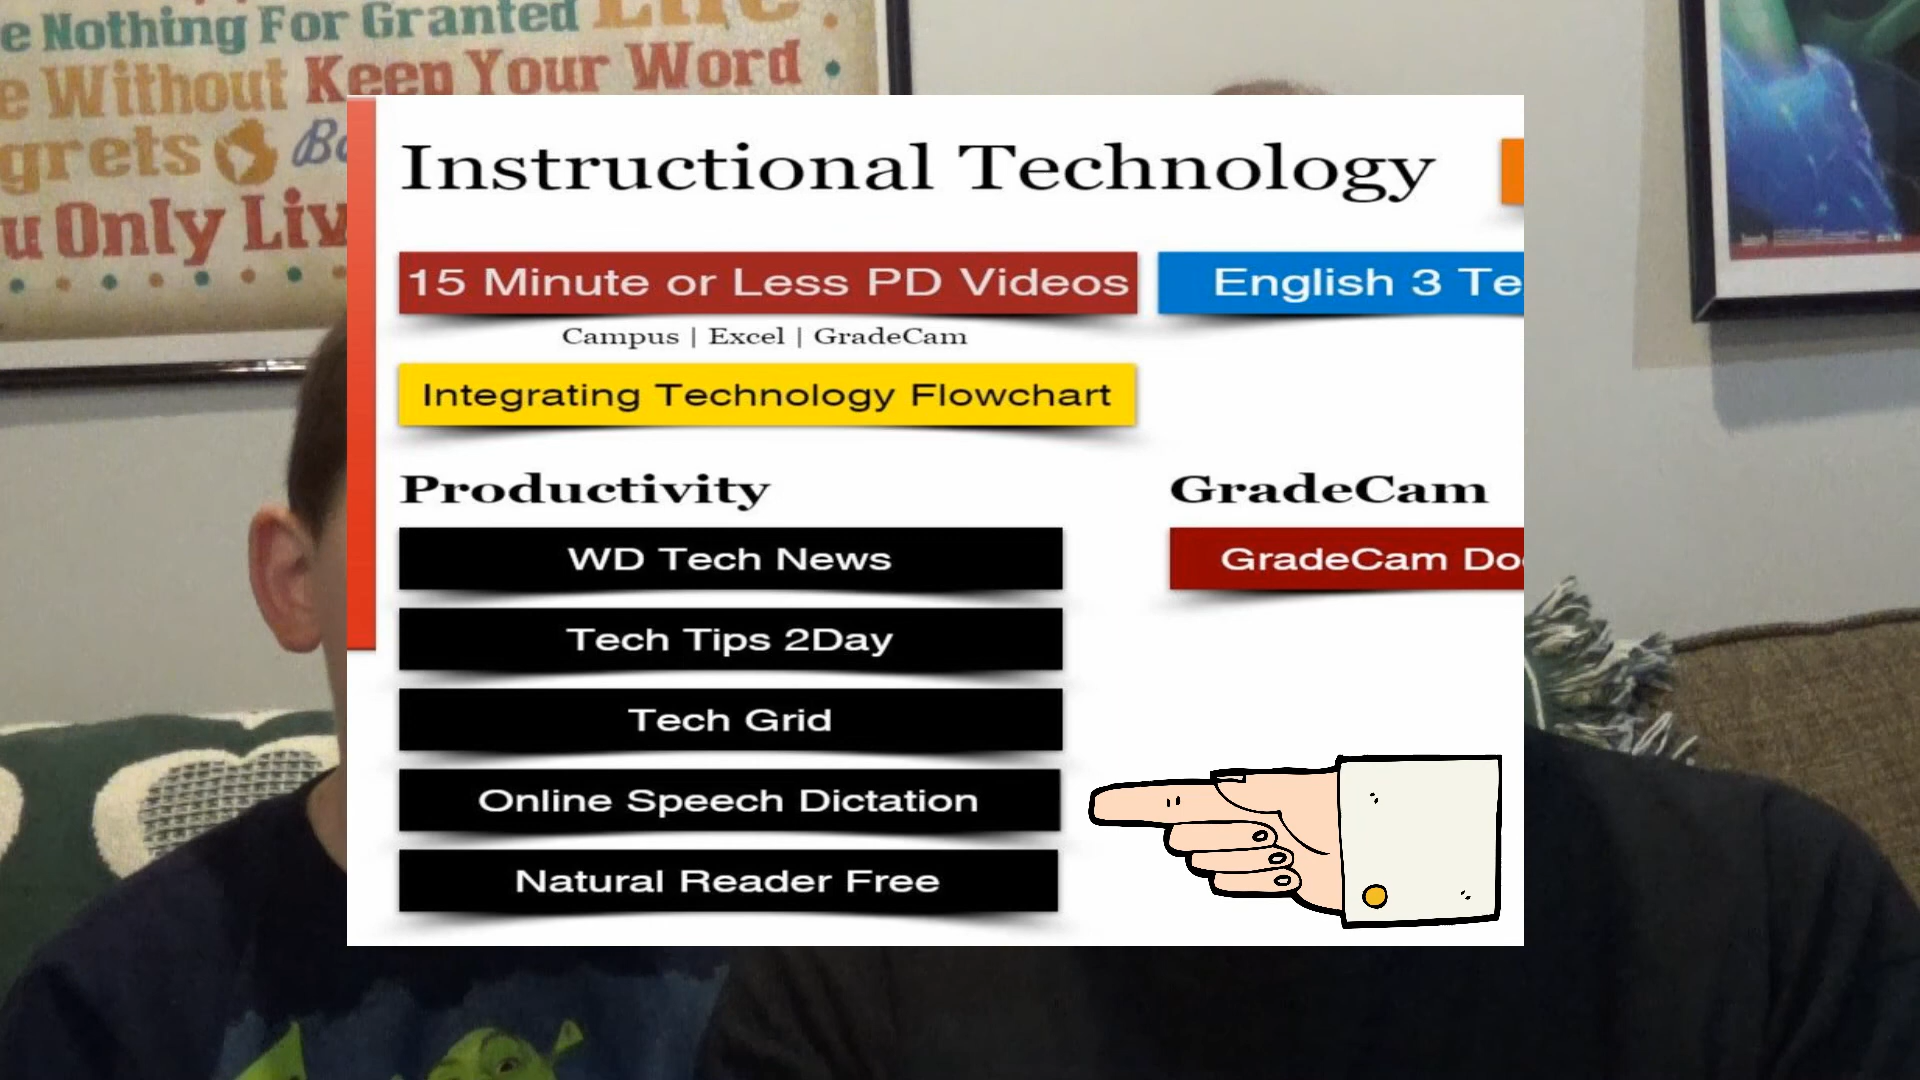 e Nothing For Granted Life
e Without Keep Your Word
grets
u Only Liv
Instructional Technology
15 Minute or Less PD Videos
English 3 Te
Campus | Excel | GradeCam
Integrating Technology Flowchart
Productivity
GradeCam
WD Tech News
GradeCam Do
Tech Tips 2Day
Tech Grid
Online Speech Dictation
Natural Reader Free